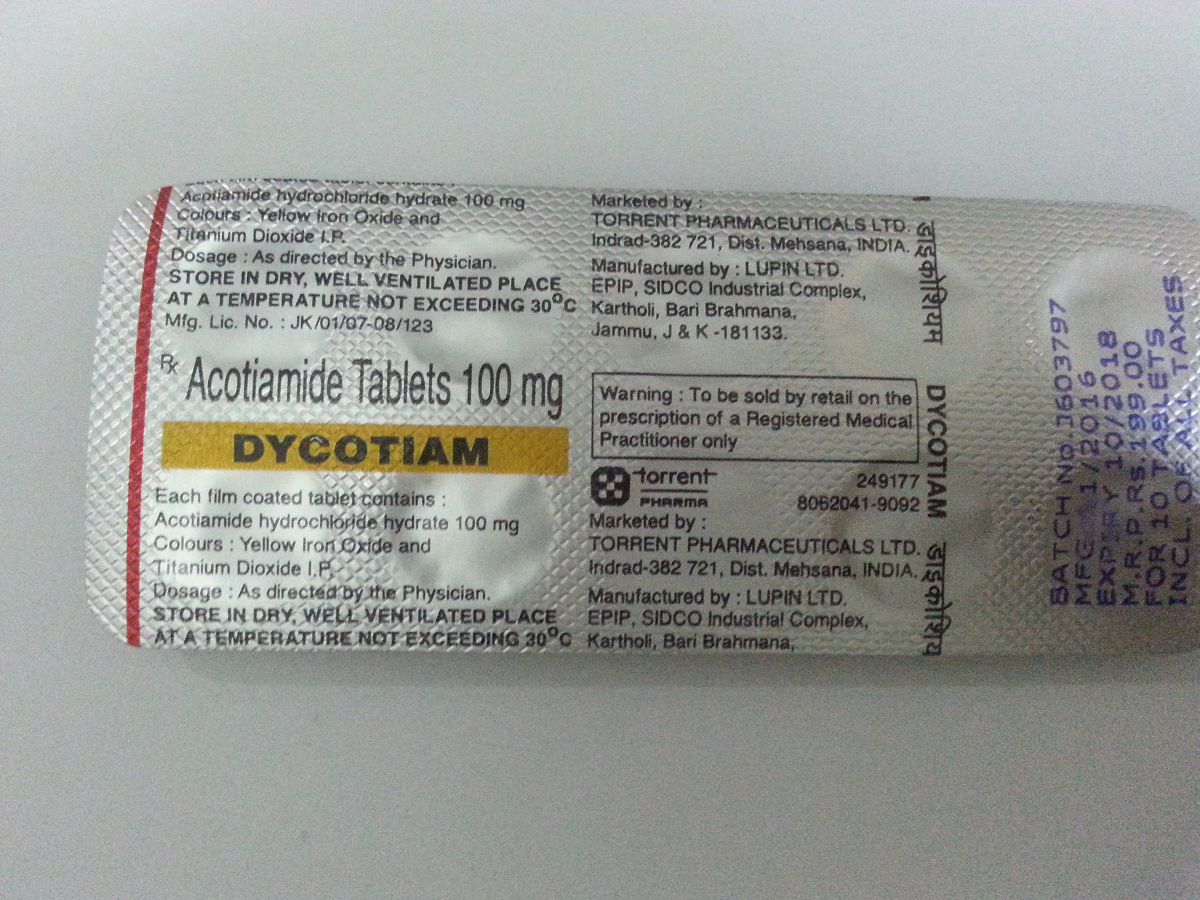 Acotiamide hydrochloride hydrate 100 mg
Colours : Yellow Iron Oxide and
Titanium Dioxide I.P.
Dosage : As directed by the Physician.
STORE IN DRY, WELL VENTILATED PLACE
AT A TEMPERATURE NOT EXCEEDING 30°C
Mfg. Lic. No. : JK/01/07-08/123
Rx Acotiamide Tablets 100 mg
DYCOTIAM
Each film coated tablet contains :
Acotiamide hydrochloride hydrate 100 mg
Colours : Yellow Iron Oxide and
Titanium Dioxide I.P.
Dosage : As directed by the Physician.
STORE IN DRY, WELL VENTILATED PLACE
AT A TEMPERATURE NOT EXCEEDING 30°C
Marketed by :
TORRENT PHARMACEUTICALS LTD.
Indrad-382 721, Dist. Mehsana, INDIA.
Manufactured by : LUPIN LTD.
EPIP, SIDCO Industrial Complex,
Kartholi, Bari Brahmana,
Jammu, J & K -181133.
Warning : To be sold by retail on the
prescription of a Registered Medical
Practitioner only
torrent
PHARMA
249177
8062041-9092
Marketed by :
TORRENT PHARMACEUTICALS LTD.
Indrad-382 721, Dist. Mehsana, INDIA.
Manufactured by : LUPIN LTD.
EPIP, SIDCO Industrial Complex,
Kartholi, Bari Brahmana,
डाइकोटियम
DYCOTIAM
BATCH NO.1603797
MFG 11/2016
EXPIRY 10/2018
M.R.P.Rs.199.00
FOR 10 TABLETS
INCL. OF ALL TAXES